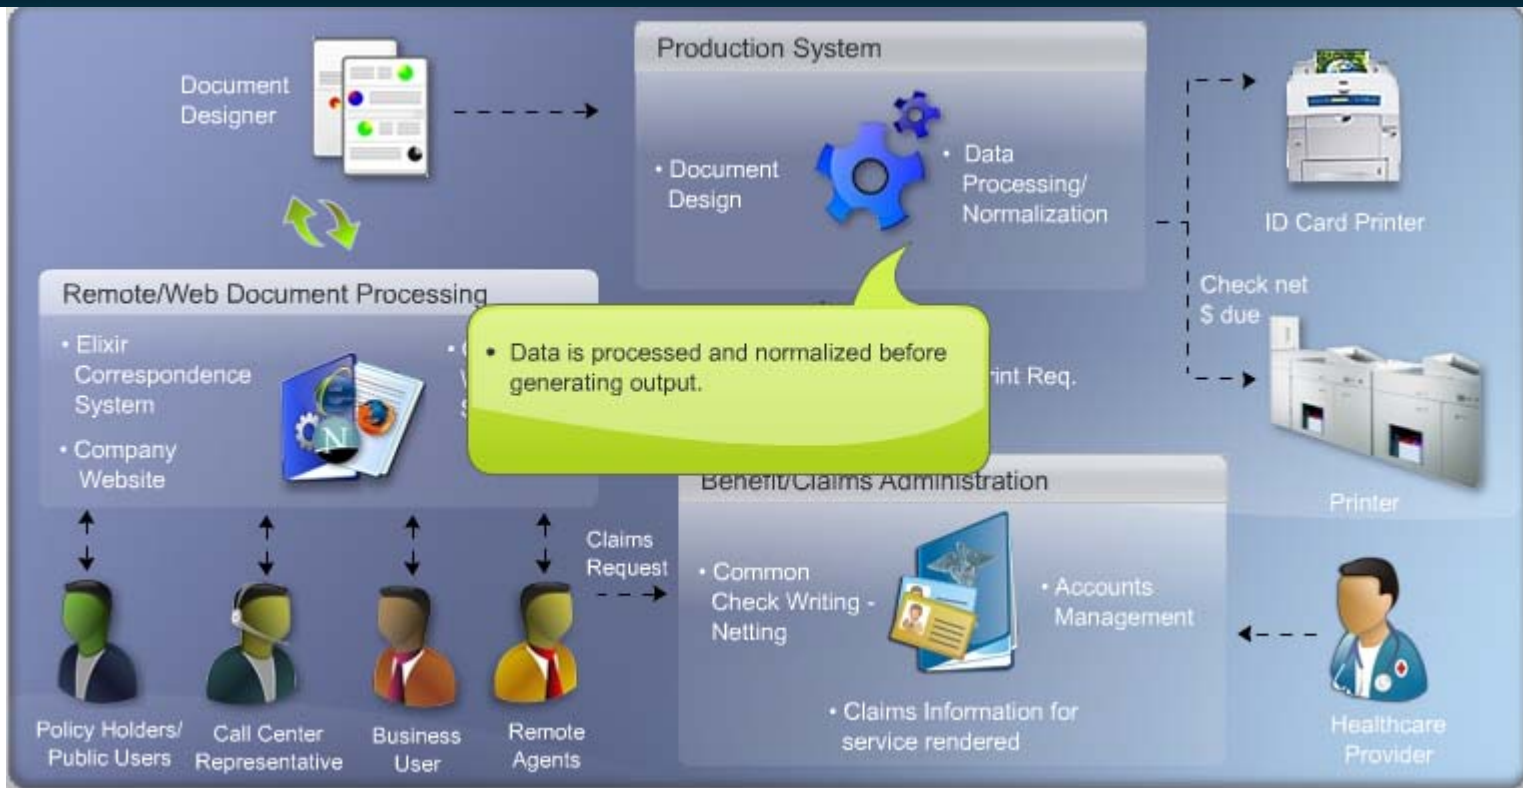 Document
Designer
Production System
• Document
Design
• Data
Processing/
Normalization
ID Card Printer
Remote/Web Document Processing
• Elixir
Correspondence
System
• Company
Website
• Data is processed and normalized before
generating output.
Req.
Check net
$ due
Printer
Claims
Request
Benefit/Claims Administration
• Common
Check Writing -
Netting
• Accounts
Management
• Claims Information for
service rendered
Policy Holders/
Public Users
Call Center
Representative
Business
User
Remote
Agents
Healthcare
Provider